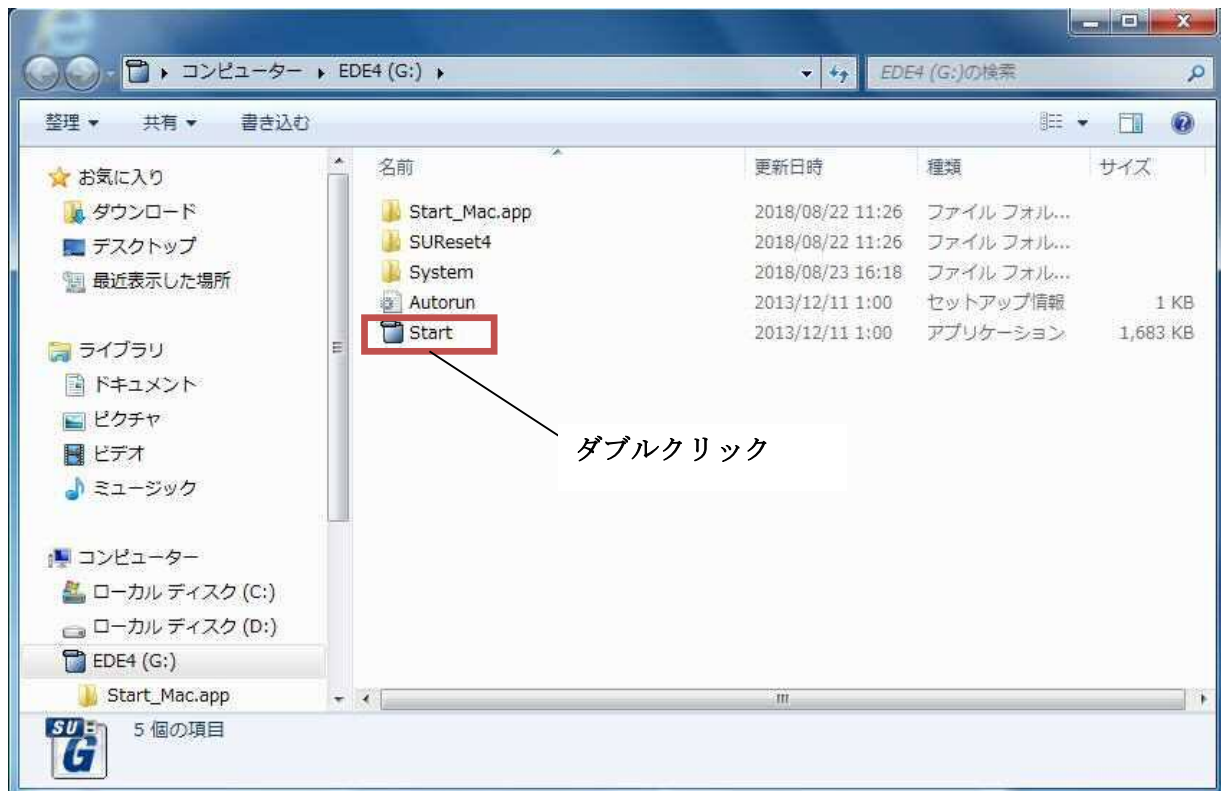 コンピューター ▸ EDE4 (G:) ▸
EDE4 (G:)の検索
整理 ▼ 共有 ▼ 書き込む
お気に入り
ダウンロード
デスクトップ
最近表示した場所
ライブラリ
ドキュメント
ピクチャ
ビデオ
ミュージック
コンピューター
ローカル ディスク (C:)
ローカル ディスク (D:)
EDE4 (G:)
Start_Mac.app
名前 更新日時 種類 サイズ
Start_Mac.app 2018/08/22 11:26 ファイル フォル...
SUReset4 2018/08/22 11:26 ファイル フォル...
System 2018/08/23 16:18 ファイル フォル...
Autorun 2013/12/11 1:00 セットアップ情報 1 KB
Start 2013/12/11 1:00 アプリケーション 1,683 KB
ダブルクリック
SU
G
5 個の項目